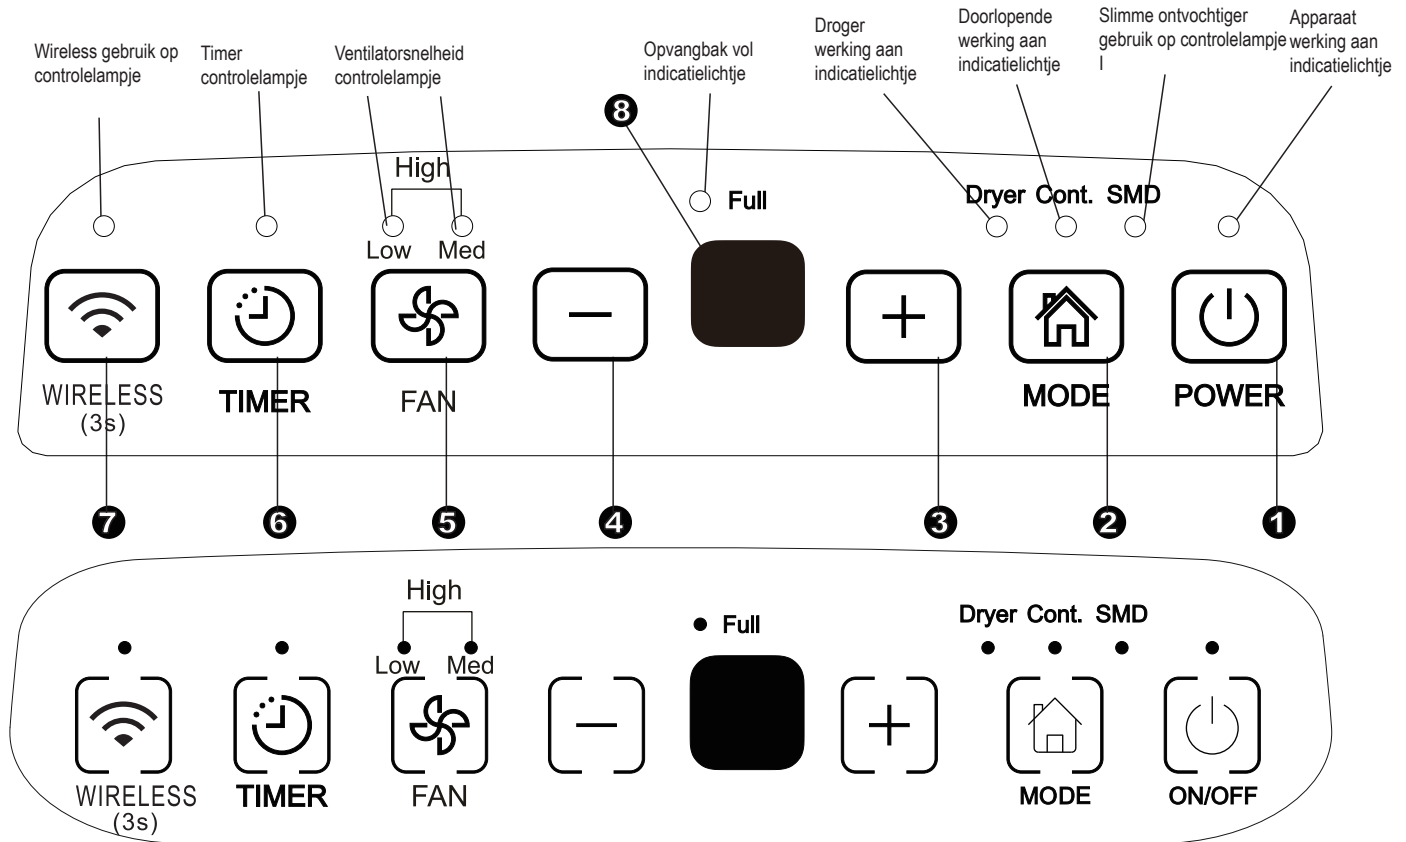 Wireless gebruik op
controlelampje
Timer
controlelampje
Ventilatorsnelheid
controlelampje
Opvangbak vol
indicatielichtje
Droger
werking aan
indicatielichtje
Doorlopende
werking aan
indicatielichtje
Slimme ontvochtiger
gebruik op controlelampje
l
Apparaat
werking aan
indicatielichtje
8
High
Low Med
Full
Dryer Cont. SMD
WIRELESS
(3s)
TIMER
FAN
MODE
POWER
7 6 5 4 3 2 1
High
Low Med
Full
Dryer Cont. SMD
WIRELESS
(3s)
TIMER
FAN
MODE
ON/OFF